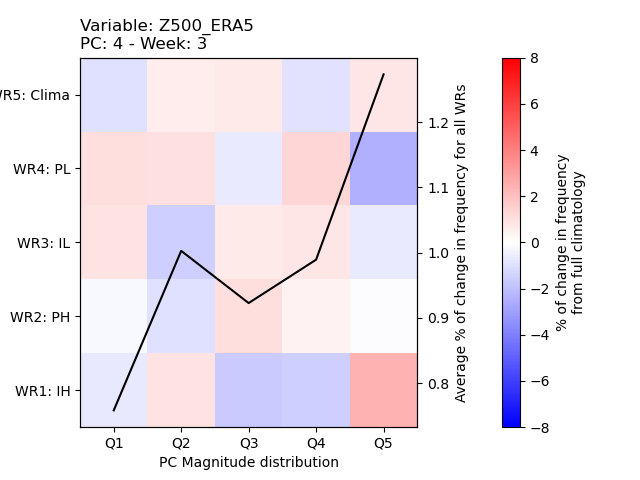 Variable: Z500_ERA5
PC: 4 - Week: 3
WR5: Clima
WR4: PL
WR3: IL
WR2: PH
WR1: IH
Q1 Q2 Q3 Q4 Q5
PC Magnitude distribution
1.2
1.1
1.0
0.9
0.8
Average % of change in frequency for all WRs
8
6
4
2
0
−2
−4
−6
−8
% of change in frequency
from full climatology